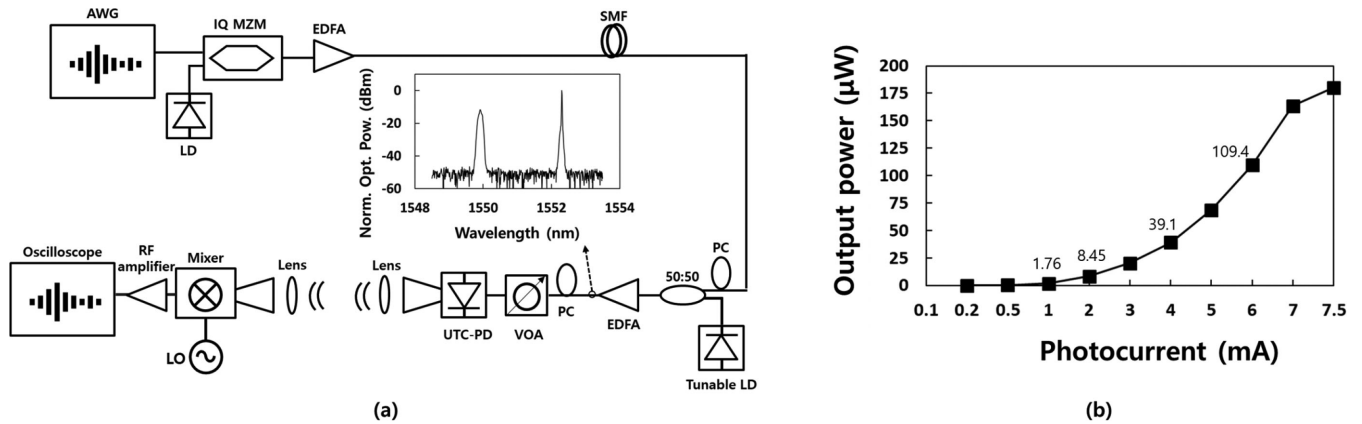 AWG
IQ MZM
EDFA
SMF
LD
Norm. Opt. Pow. (dBm)
0
-20
-40
-60
1548
1550
1552
1554
Wavelength (nm)
Oscilloscope
RF
amplifier
Mixer
Lens
Lens
PC
50:50
LO
UTC-PD
VOA
PC
EDFA
Tunable LD
(a)
Output power (μW)
200
175
150
125
100
75
50
25
0
1.76
8.45
39.1
109.4
0.1
0.2
0.5
1
2
3
4
5
6
7
7.5
Photocurrent (mA)
(b)